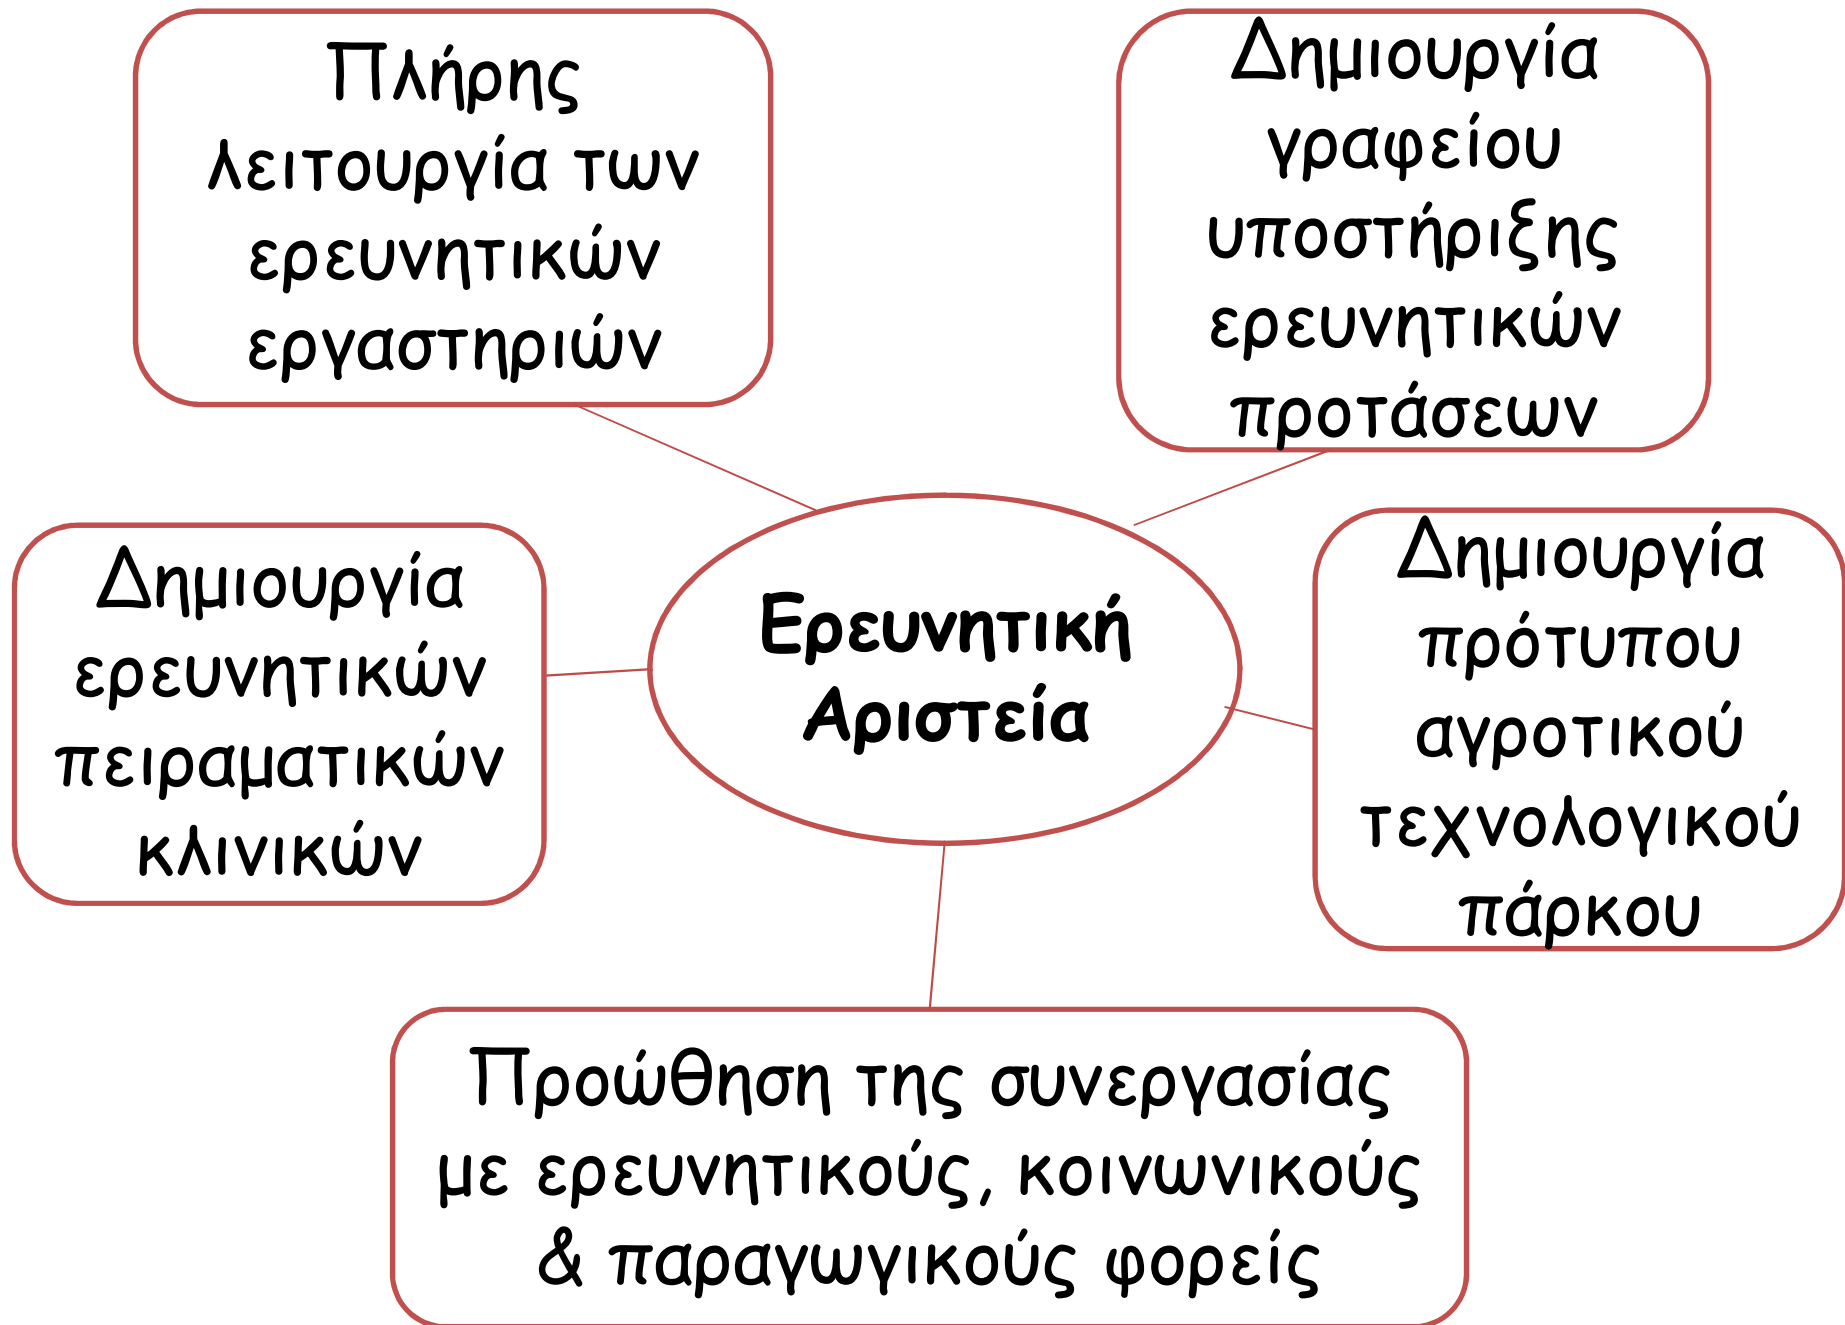 Πλήρης
λειτουργία των
ερευνητικών
εργαστηριών
Δημιουργία
γραφείου
υποστήριξης
ερευνητικών
προτάσεων
Δημιουργία
ερευνητικών
πειραματικών
κλινικών
Ερευνητική
Αριστεία
Δημιουργία
πρότυπου
αγροτικού
τεχνολογικού
πάρκου
Προώθηση της συνεργασίας
με ερευνητικούς, κοινωνικούς
& παραγωγικούς φορείς